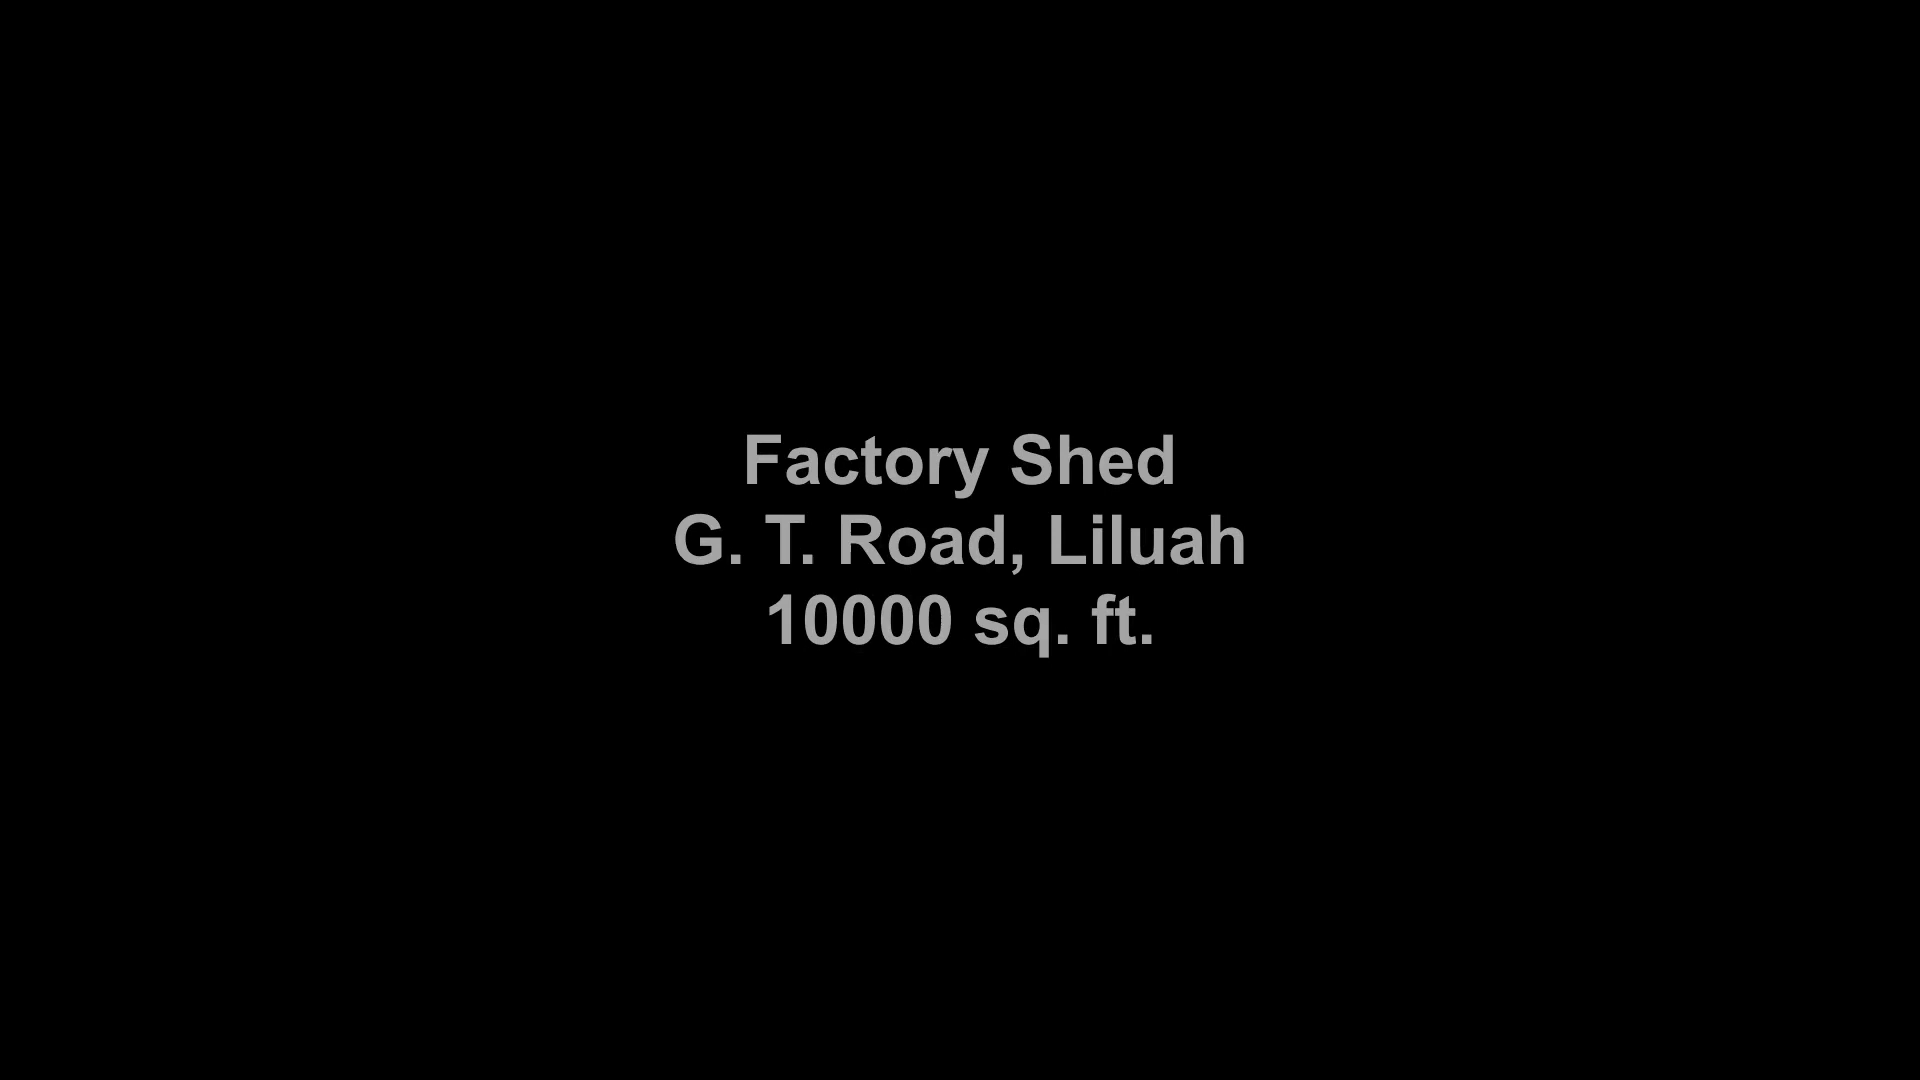 Factory Shed
G. T. Road, Liluah
10000 sq. ft.